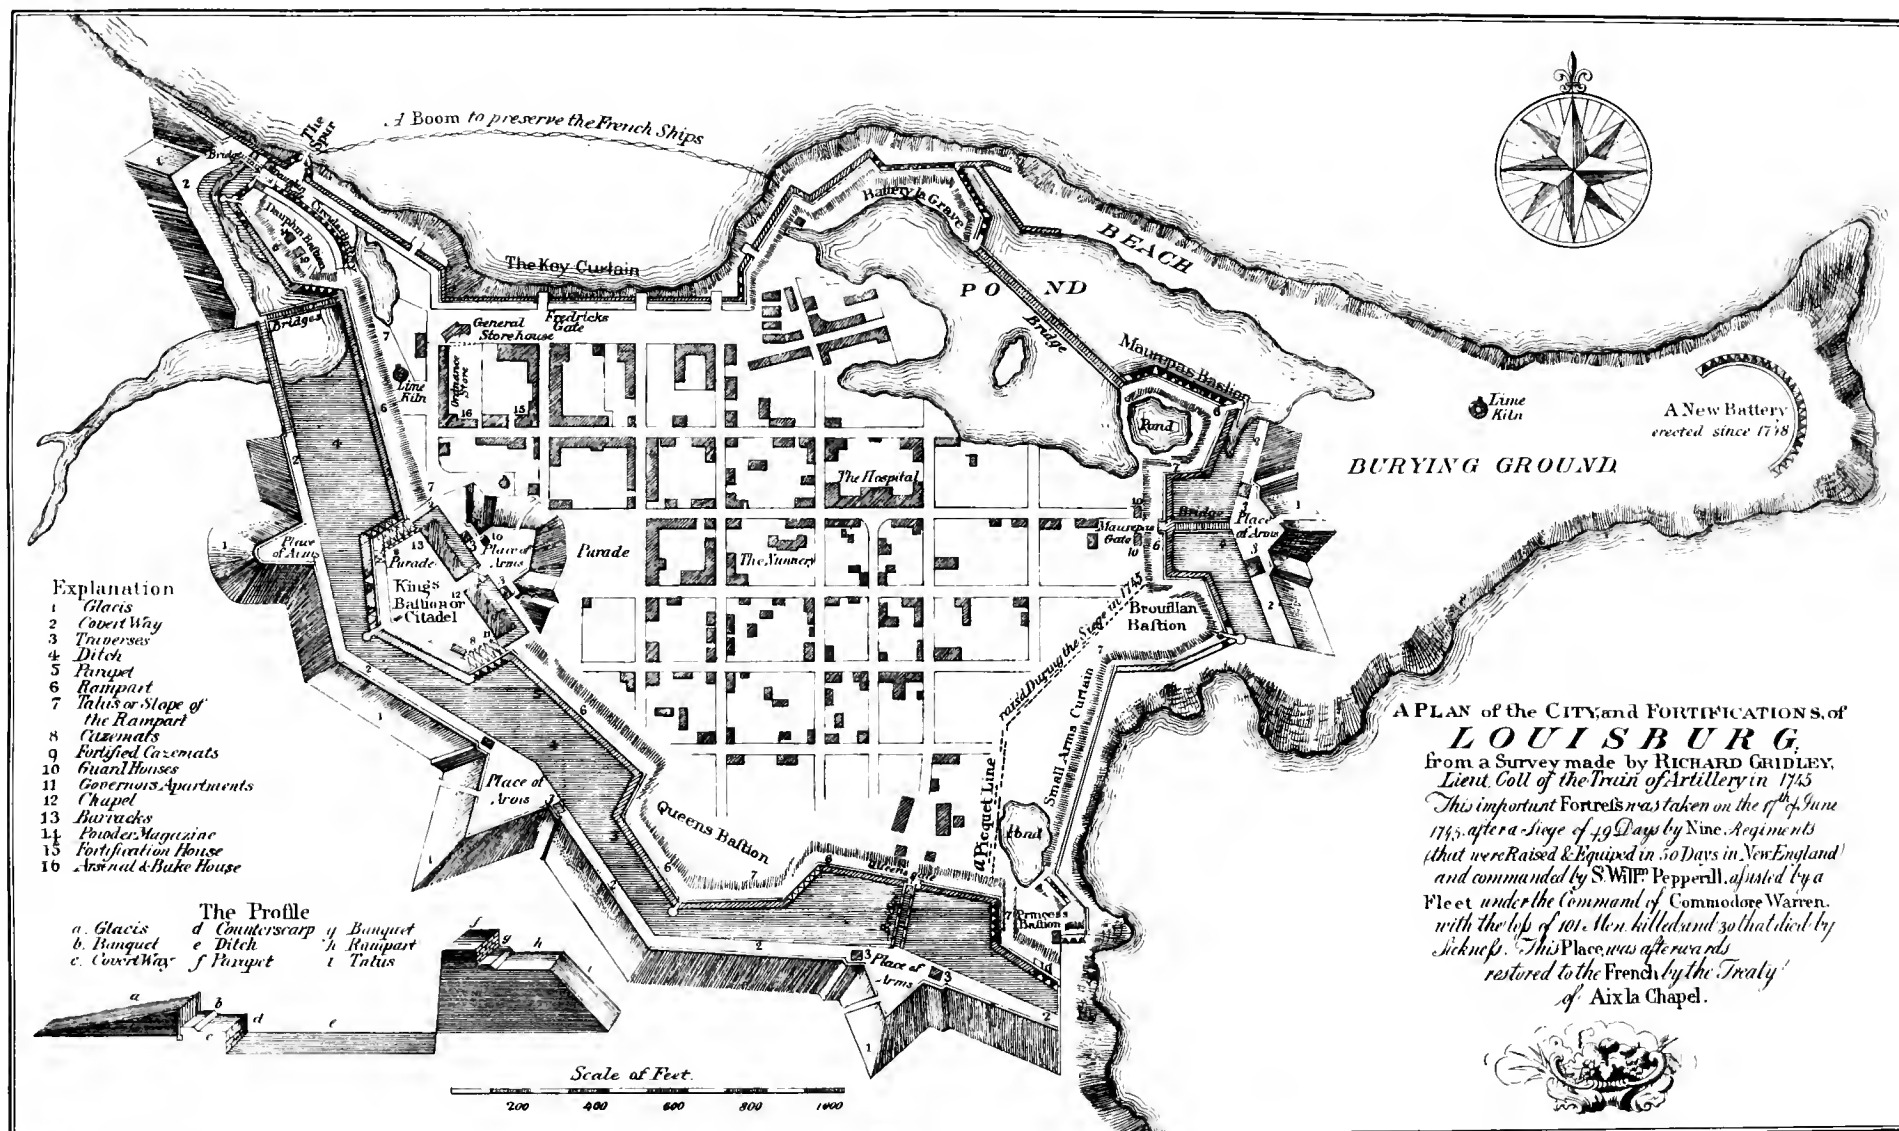 A Boom to preserve the French Ships
The Spur
Bridge
Dauphin Bastion
Circular Battery
Bridges
The Key Curtain
Fredricks
Gate
General
Storehouse
Ordnance
Store
Lime
Kiln
Battery la Grave
BEACH
POND
Bridge
Maurepas Bastion
Pond
Lime
Kiln
A New Battery
erected since 1748
BURYING GROUND
The Hospital
The Nunnery
Parade
Place
of Arms
Parade
Place of
Arms
King's
Bastion or
Citadel
Maurepas
Gate
Bridge
Place
of Arms
Brouillan
Bastion
a Picquet Line raised During the Siege in 1745
Small Arms Curtain
Pond
Place of
Arms
Queens Bastion
Queens Gate
Princess
Bastion
Place of
Arms
Explanation
1 Glacis
2 Covert Way
3 Traverses
4 Ditch
5 Parapet
6 Rampart
7 Talus or Slope of
the Rampart
8 Cazemats
9 Fortified Cazemats
10 Guard Houses
11 Governors Apartments
12 Chapel
13 Barracks
14 Powder Magazine
15 Fortification House
16 Arsenal & Bake House
The Profile
a. Glacis d Counterscarp g Banquet
b. Banquet e Ditch h Rampart
c. Covert Way f Parapet i Talus
a b c d e f g h i
Scale of Feet.
200 400 600 800 1000
A PLAN of the CITY, and FORTIFICATIONS, of
LOUISBURG,
from a Survey made by RICHARD GRIDLEY,
Lieut. Coll of the Train of Artillery in 1745
This important Fortress was taken on the 17th of June
1745. after a Siege of 49 Days by Nine Regiments
(that were Raised & Equiped in 50 Days in New England)
and commanded by S. Willm. Pepperill, assisted by a
Fleet under the Command of Commodore Warren.
with the loss of 101 Men killed and 30 that died by
Sickness. This Place was afterwards
restored to the French by the Treaty
of Aix la Chapel.